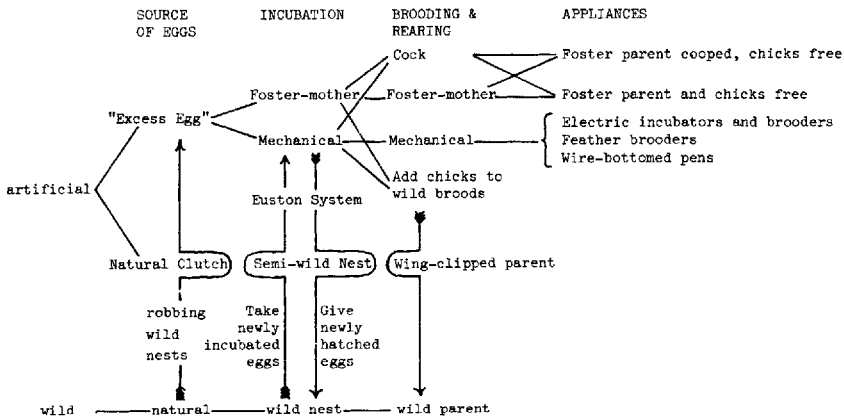 SOURCE OF EGGS
INCUBATION
BROODING & REARING
APPLIANCES
Cock
Foster parent cooped, chicks free
Foster-mother
Foster-mother
Foster parent and chicks free
"Excess Egg"
Mechanical
Mechanical
Electric incubators and brooders
Feather brooders
Wire-bottomed pens
artificial
Add chicks to
wild broods
Euston System
Natural Clutch
Semi-wild Nest
Wing-clipped parent
robbing
wild
nests
Take
newly
incubated
eggs
Give
newly
hatched
eggs
wild
natural
wild nest
wild parent